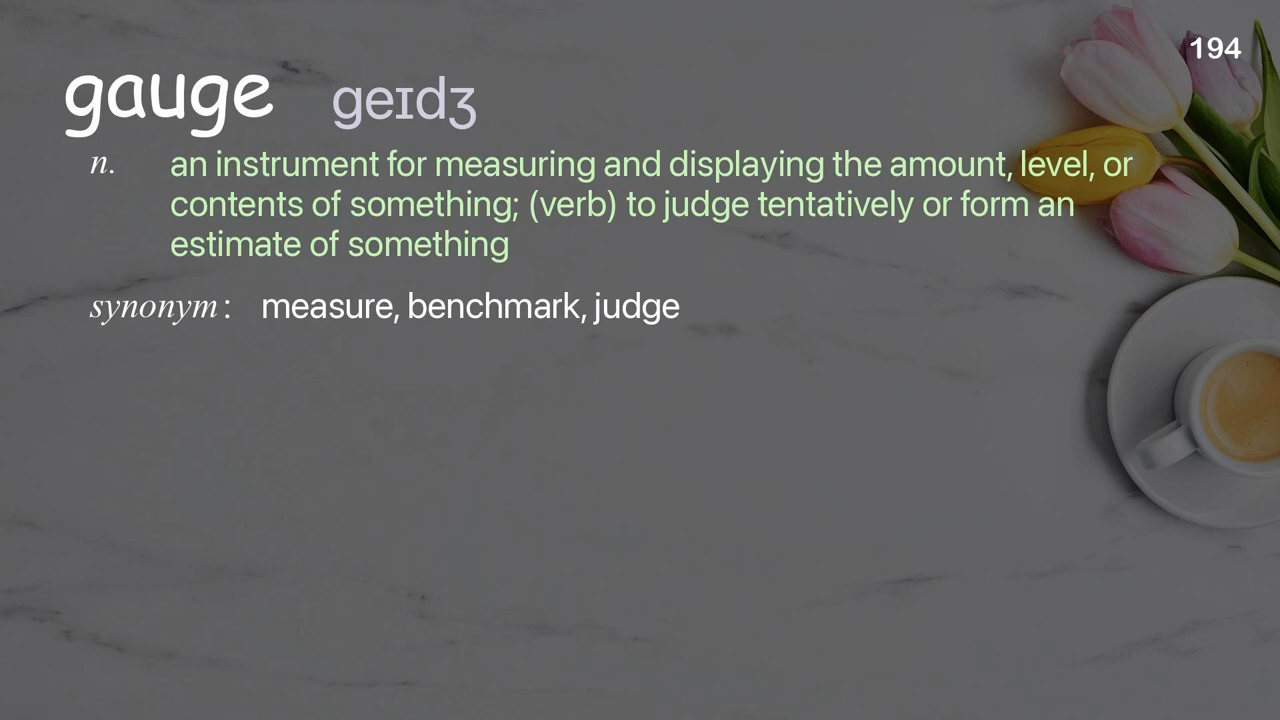 194
gauge geɪdʒ
n. an instrument for measuring and displaying the amount, level, or
contents of something; (verb) to judge tentatively or form an
estimate of something
synonym: measure, benchmark, judge